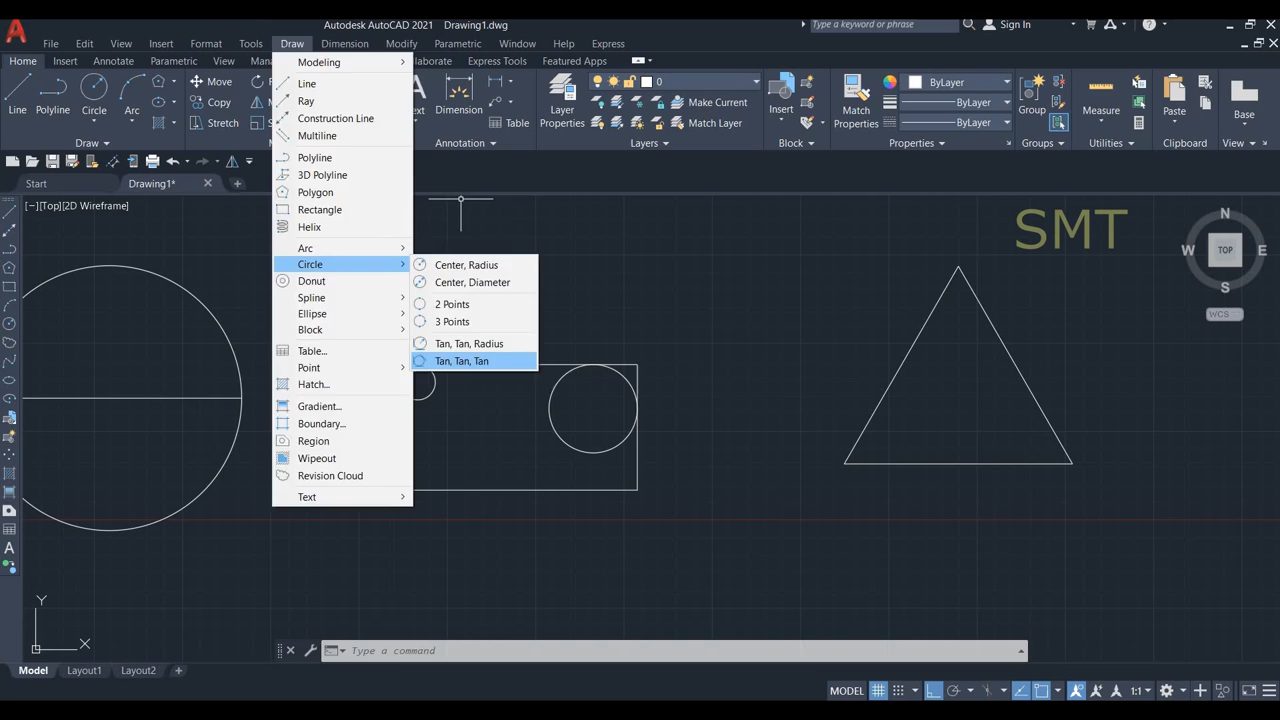 Autodesk AutoCAD 2021 Drawing1.dwg
Type a keyword or phrase
Sign In
File Edit View Insert Format Tools Draw Dimension Modify Parametric Window Help Express
Home Insert Annotate Parametric View
Express Tools Featured Apps
Line Polyline Circle Arc
Move
Copy
Stretch
Dimension
Table
Layer
Properties
0
Make Current
Match Layer
Insert
Match
Properties
ByLayer
ByLayer
ByLayer
Group
Measure
Paste
Base
Draw
Annotation
Layers
Block
Properties
Groups
Utilities
Clipboard
View
Start
Drawing1*
[−][Top][2D Wireframe]
Modeling
Line
Ray
Construction Line
Multiline
Polyline
3D Polyline
Polygon
Rectangle
Helix
Arc
Circle
Donut
Spline
Ellipse
Block
Table...
Point
Hatch...
Gradient...
Boundary...
Region
Wipeout
Revision Cloud
Text
Center, Radius
Center, Diameter
2 Points
3 Points
Tan, Tan, Radius
Tan, Tan, Tan
SMT
N
W TOP E
S
WCS
Y
X
Type a command
Model Layout1 Layout2
MODEL
1:1